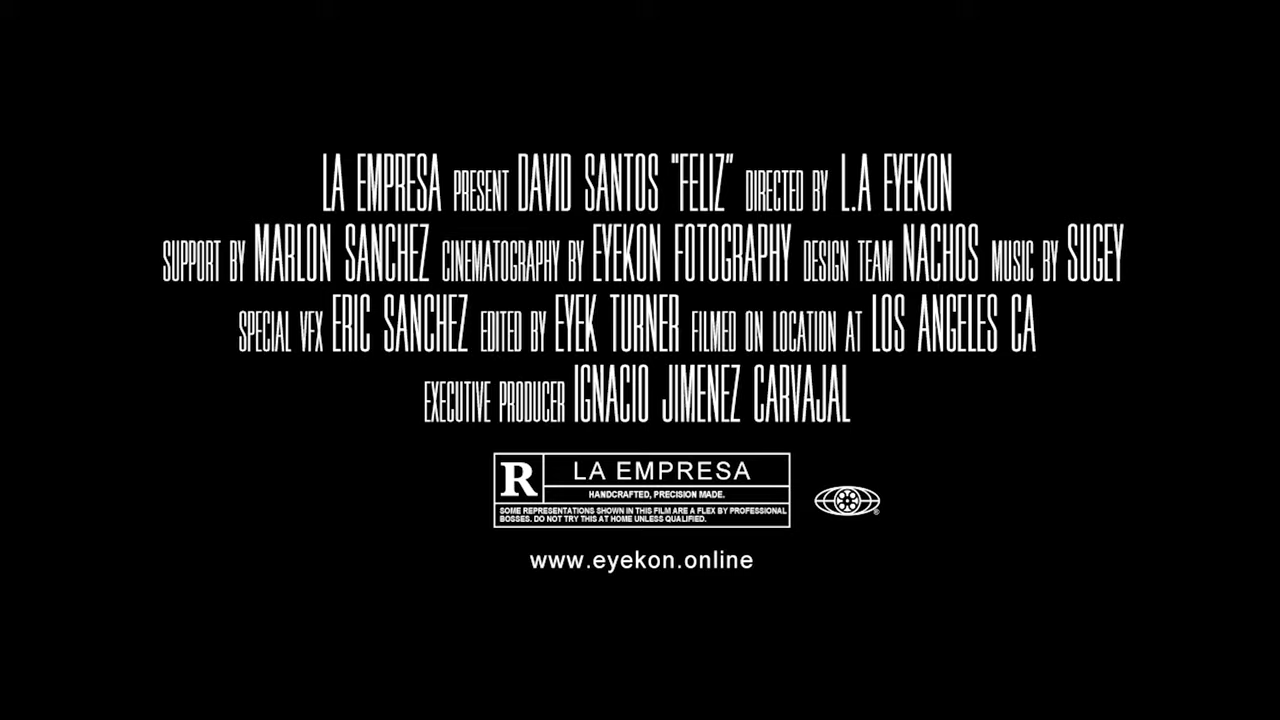 LA EMPRESA PRESENT DAVID SANTOS "FELIZ" DIRECTED BY L.A EYEKON
SUPPORT BY MARLON SANCHEZ CINEMATOGRAPHY BY EYEKON FOTOGRAPHY DESIGN TEAM NACHOS MUSIC BY SUGEY
SPECIAL VFX ERIC SANCHEZ EDITED BY EYEK TURNER FILMED ON LOCATION AT LOS ANGELES CA
EXECUTIVE PRODUCER IGNACIO JIMENEZ CARVAJAL
R LA EMPRESA
HANDCRAFTED, PRECISION MADE.
SOME REPRESENTATIONS SHOWN IN THIS FILM ARE A FLEX BY PROFESSIONAL
BOSSES. DO NOT TRY THIS AT HOME UNLESS QUALIFIED.
®
www.eyekon.online